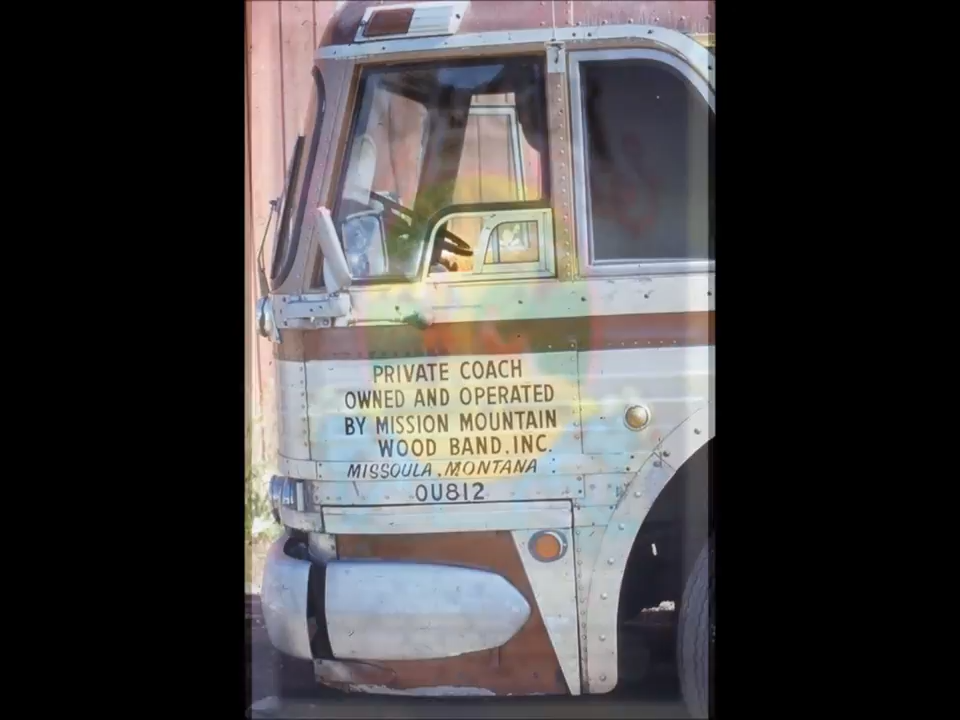 PRIVATE COACH
OWNED AND OPERATED
BY MISSION MOUNTAIN
WOOD BAND, INC.
MISSOULA, MONTANA
OU812